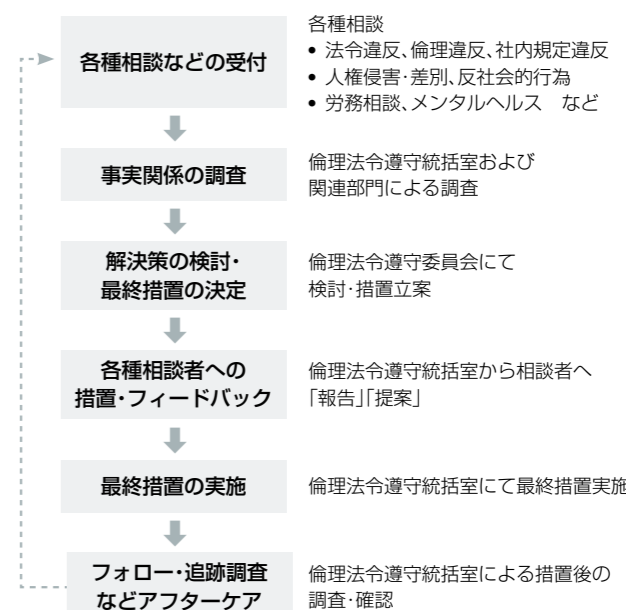 各種相談などの受付
各種相談
• 法令違反、倫理違反、社内規定違反
• 人権侵害・差別、反社会的行為
• 労務相談、メンタルヘルス　など
事実関係の調査
倫理法令遵守統括室および
関連部門による調査
解決策の検討・
最終措置の決定
倫理法令遵守委員会にて
検討・措置立案
各種相談者への
措置・フィードバック
倫理法令遵守統括室から相談者へ
「報告」「提案」
最終措置の実施
倫理法令遵守統括室にて最終措置実施
フォロー・追跡調査
などアフターケア
倫理法令遵守統括室による措置後の
調査・確認